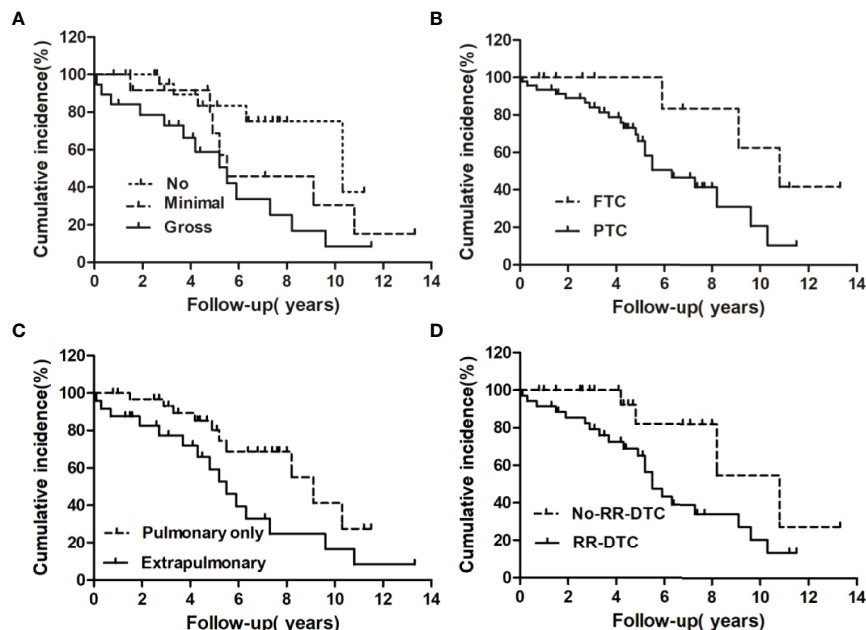 A
Cumulative incidence(%)
120
100
80
60
40
20
0
No
Minimal
Gross
0 2 4 6 8 10 12 14
Follow-up( years)
B
Cumulative incidence(%)
120
100
80
60
40
20
0
FTC
PTC
0 2 4 6 8 10 12 14
Follow-up( years)
C
Cumulative incidence(%)
120
100
80
60
40
20
0
Pulmonary only
Extrapulmonary
0 2 4 6 8 10 12 14
Follow-up( years)
D
Cumulative incidence(%)
120
100
80
60
40
20
0
No-RR-DTC
RR-DTC
0 2 4 6 8 10 12 14
Follow-up( years)